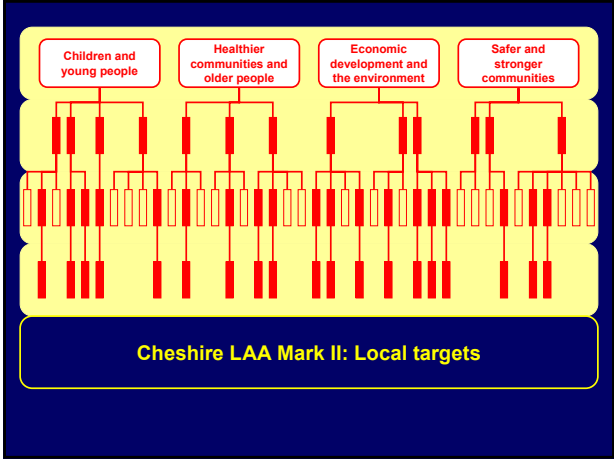 Children and
young people
Healthier
communities and
older people
Economic
development and
the environment
Safer and
stronger
communities
Cheshire LAA Mark II: Local targets